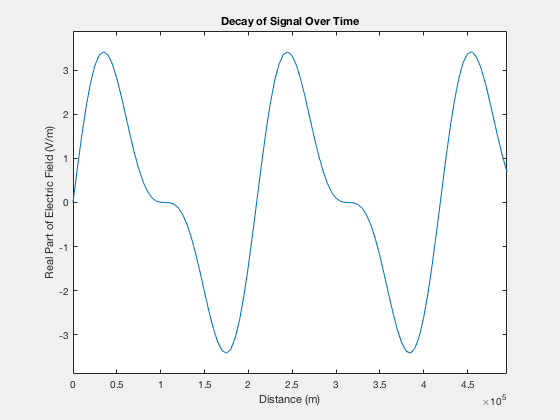 Decay of Signal Over Time
Real Part of Electric Field (V/m)
3
2
1
0
-1
-2
-3
0 0.5 1 1.5 2 2.5 3 3.5 4 4.5
Distance (m)
×10^5